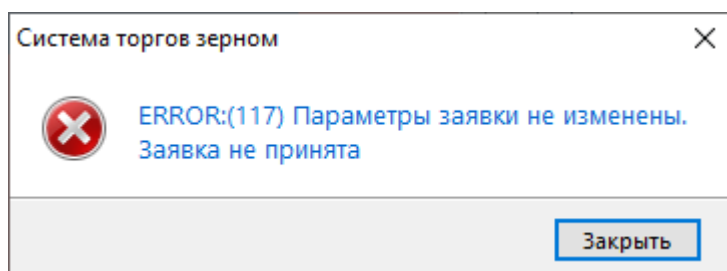 Система торгов зерном
ERROR:(117) Параметры заявки не изменены.
Заявка не принята
Закрыть